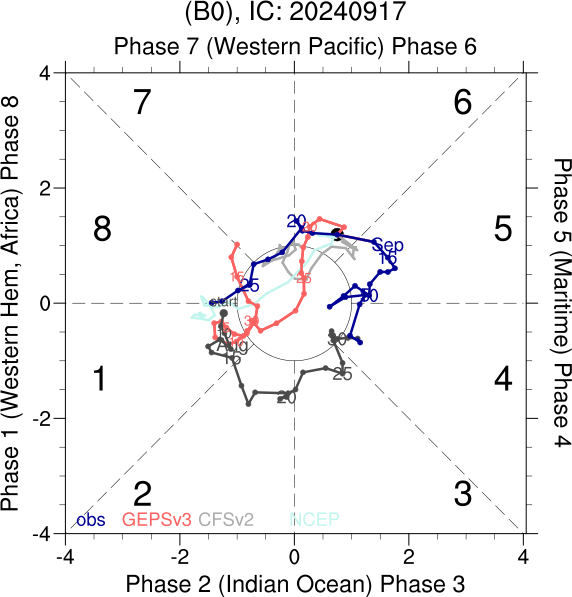 (B0), IC: 20240917
Phase 7 (Western Pacific) Phase 6
Phase 1 (Western Hem, Africa) Phase 8
Phase 5 (Maritime) Phase 4
4
2
0
-2
-4
7
6
8
5
1
4
2
3
20
Sep
25
15
start
30
Aug
15
25
20
obs
GEPSv3
CFSv2
NCEP
-4
-2
0
2
4
Phase 2 (Indian Ocean) Phase 3